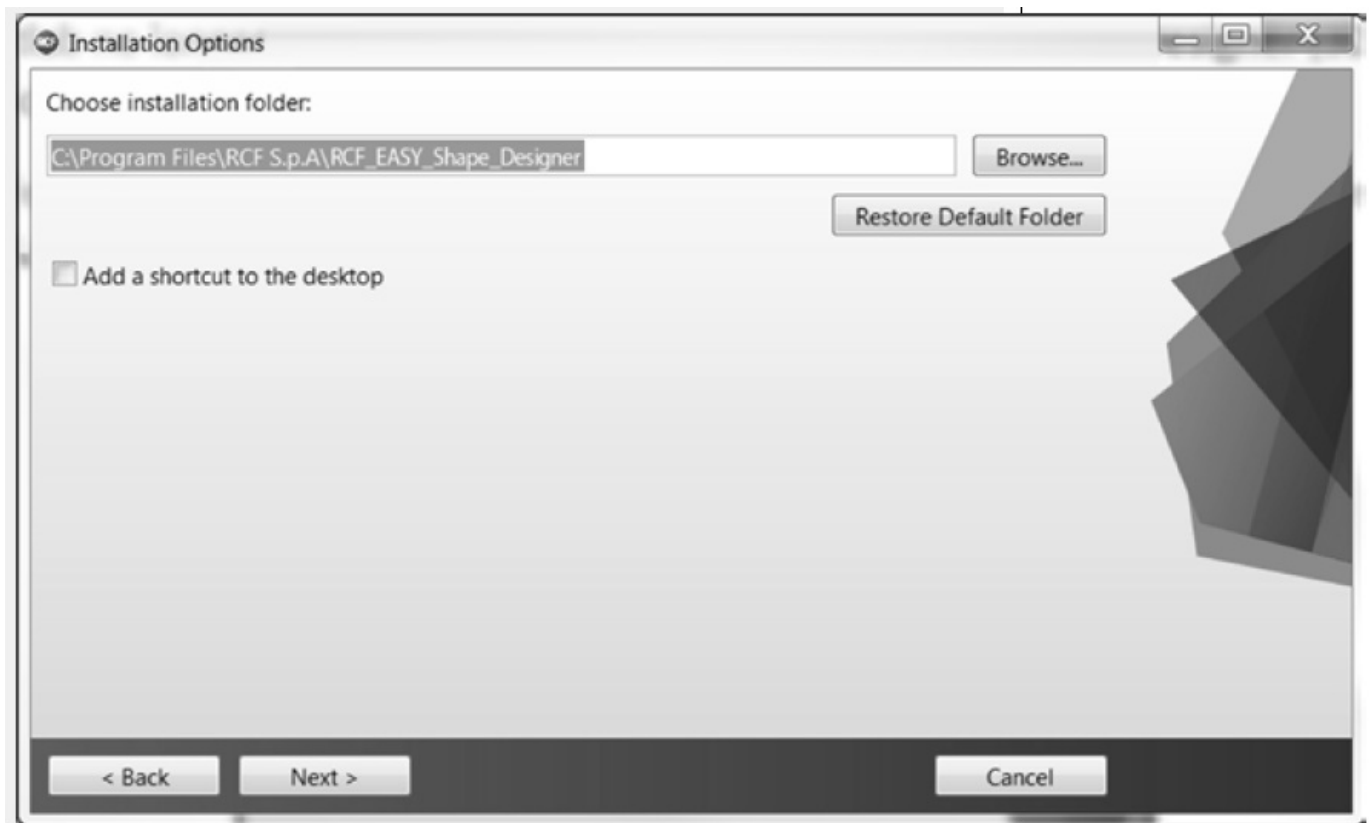 Installation Options
Choose installation folder:
C:\Program Files\RCF S.p.A\RCF_EASY_Shape_Designer
Browse...
Restore Default Folder
Add a shortcut to the desktop
< Back
Next >
Cancel